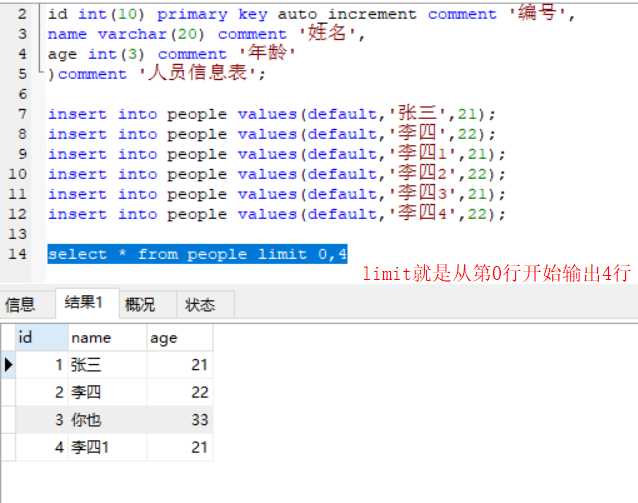 2 id int(10) primary key auto_increment comment '编号',
3 name varchar(20) comment '姓名',
4 age int(3) comment '年龄'
5 )comment '人员信息表';
6
7 insert into people values(default,'张三',21);
8 insert into people values(default,'李四',22);
9 insert into people values(default,'李四1',21);
10 insert into people values(default,'李四2',22);
11 insert into people values(default,'李四3',21);
12 insert into people values(default,'李四4',22);
13
14 select * from people limit 0,4
limit就是从第0行开始输出4行
信息 结果1 概况 状态
id name age
1 张三 21
2 李四 22
3 你也 33
4 李四1 21